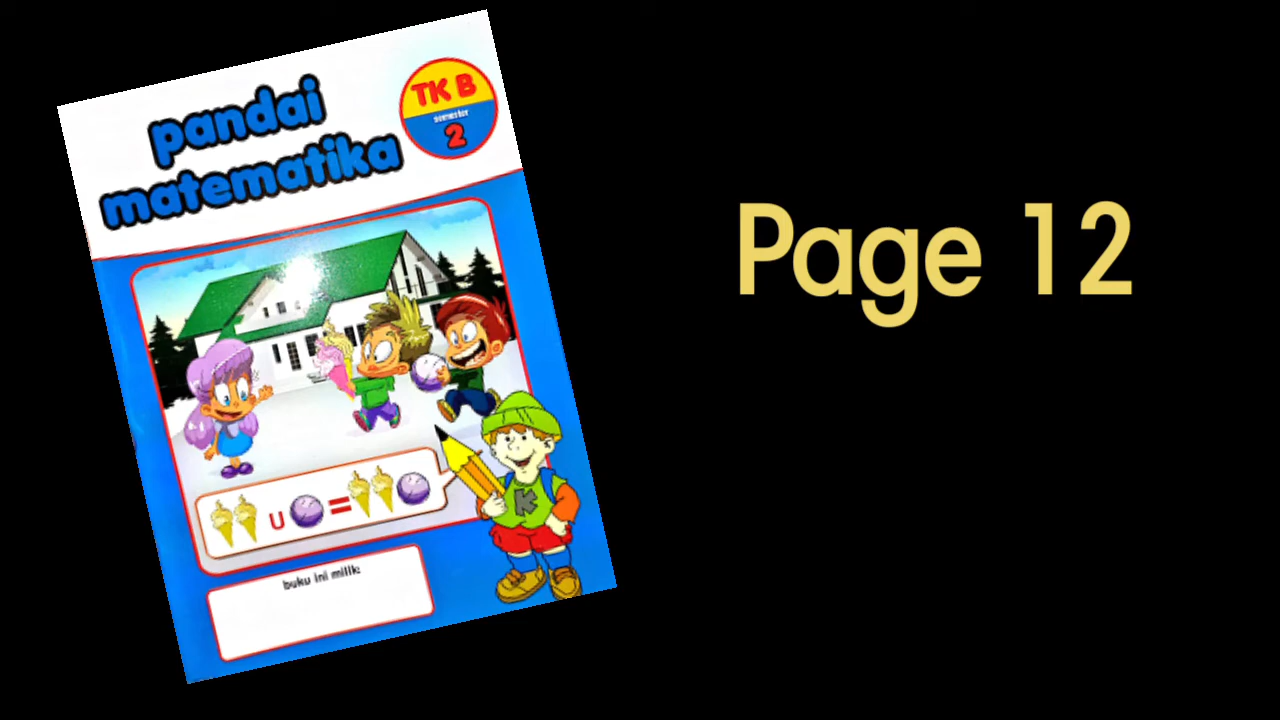 pandai
matematika
TK B
semester
2
U = 
buku ini milik:
K
Page 12